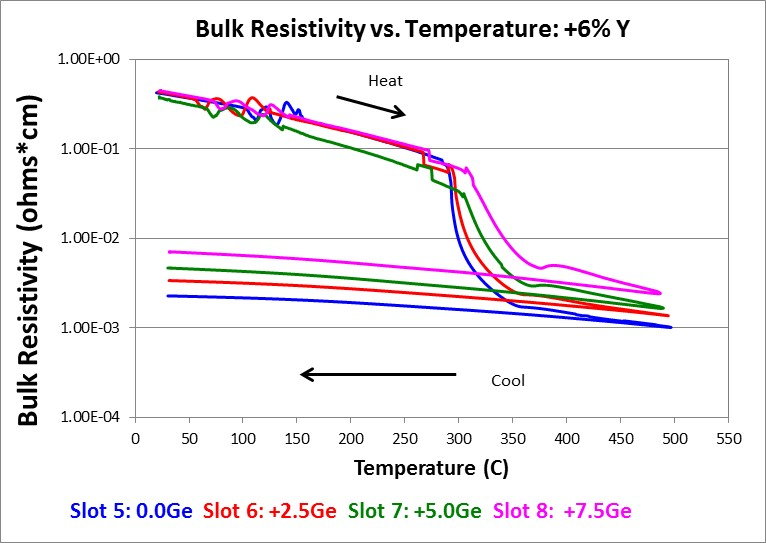 Bulk Resistivity vs. Temperature: +6% Y
1.00E+00
Heat
1.00E-01
1.00E-02
1.00E-03
Cool
1.00E-04
0 50 100 150 200 250 300 350 400 450 500 550
Bulk Resistivity (ohms*cm)
Temperature (C)
Slot 5: 0.0Ge Slot 6: +2.5Ge Slot 7: +5.0Ge Slot 8: +7.5Ge